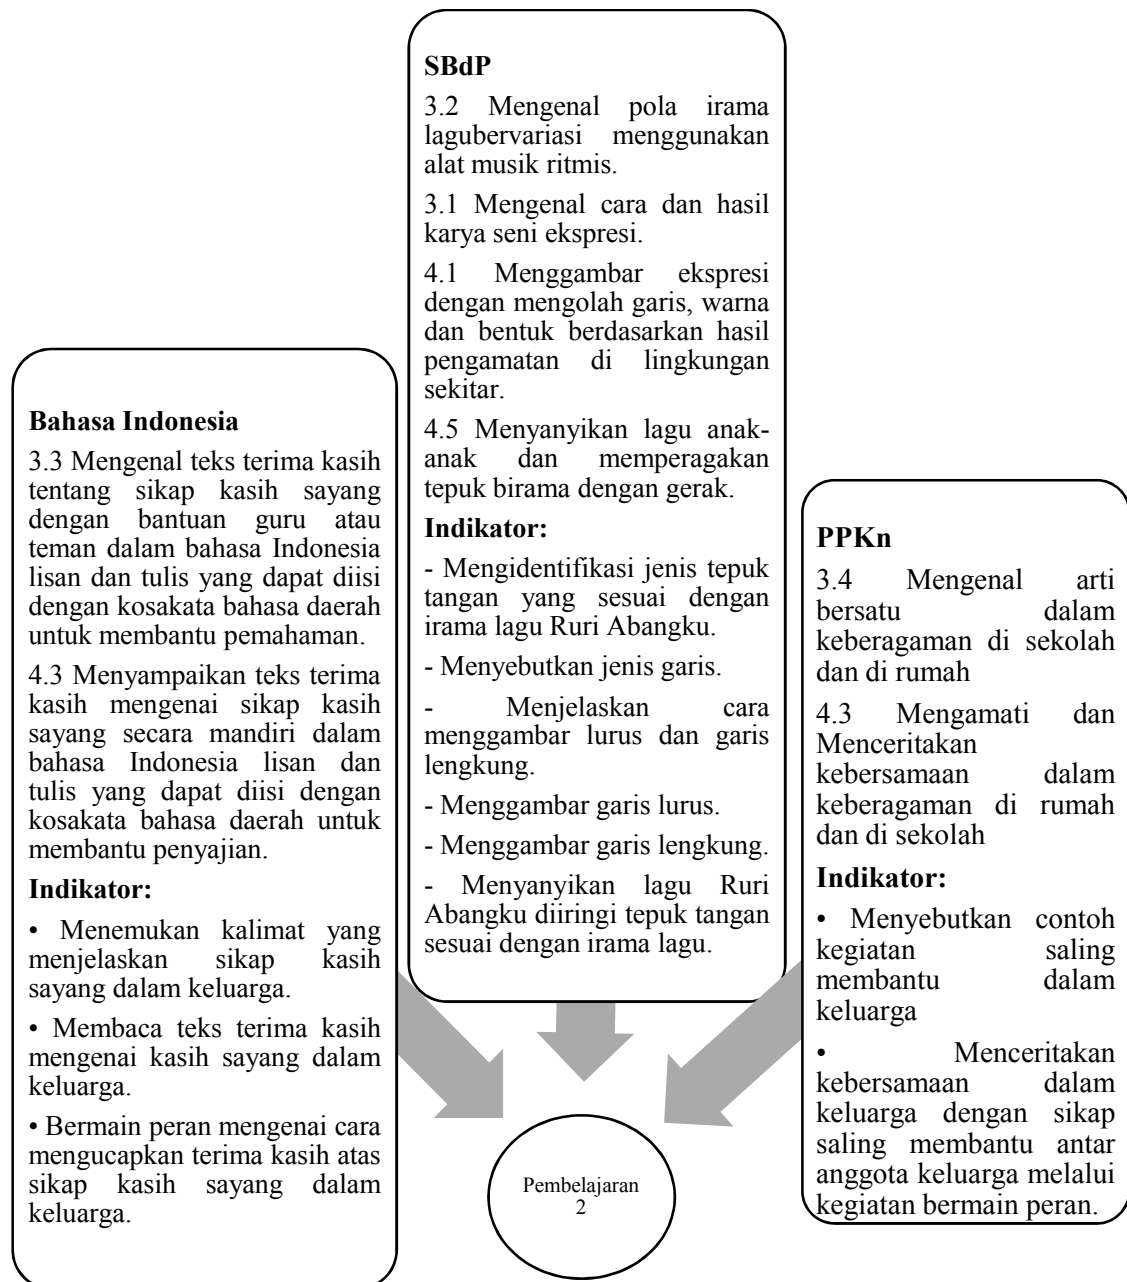 SBdP
3.2 Mengenal pola irama
lagubervariasi menggunakan
alat musik ritmis.
3.1 Mengenal cara dan hasil
karya seni ekspresi.
4.1 Menggambar ekspresi
dengan mengolah garis, warna
dan bentuk berdasarkan hasil
pengamatan di lingkungan
sekitar.
4.5 Menyanyikan lagu anak-
anak dan memperagakan
tepuk birama dengan gerak.
Indikator:
- Mengidentifikasi jenis tepuk
tangan yang sesuai dengan
irama lagu Ruri Abangku.
- Menyebutkan jenis garis.
- Menjelaskan cara
menggambar lurus dan garis
lengkung.
- Menggambar garis lurus.
- Menggambar garis lengkung.
- Menyanyikan lagu Ruri
Abangku diiringi tepuk tangan
sesuai dengan irama lagu.
Bahasa Indonesia
3.3 Mengenal teks terima kasih
tentang sikap kasih sayang
dengan bantuan guru atau
teman dalam bahasa Indonesia
lisan dan tulis yang dapat diisi
dengan kosakata bahasa daerah
untuk membantu pemahaman.
4.3 Menyampaikan teks terima
kasih mengenai sikap kasih
sayang secara mandiri dalam
bahasa Indonesia lisan dan
tulis yang dapat diisi dengan
kosakata bahasa daerah untuk
membantu penyajian.
Indikator:
• Menemukan kalimat yang
menjelaskan sikap kasih
sayang dalam keluarga.
• Membaca teks terima kasih
mengenai kasih sayang dalam
keluarga.
• Bermain peran mengenai cara
mengucapkan terima kasih atas
sikap kasih sayang dalam
keluarga.
PPKn
3.4 Mengenal arti
bersatu dalam
keberagaman di sekolah
dan di rumah
4.3 Mengamati dan
Menceritakan
kebersamaan dalam
keberagaman di rumah
dan di sekolah
Indikator:
• Menyebutkan contoh
kegiatan saling
membantu dalam
keluarga
• Menceritakan
kebersamaan dalam
keluarga dengan sikap
saling membantu antar
anggota keluarga melalui
kegiatan bermain peran.
Pembelajaran
2